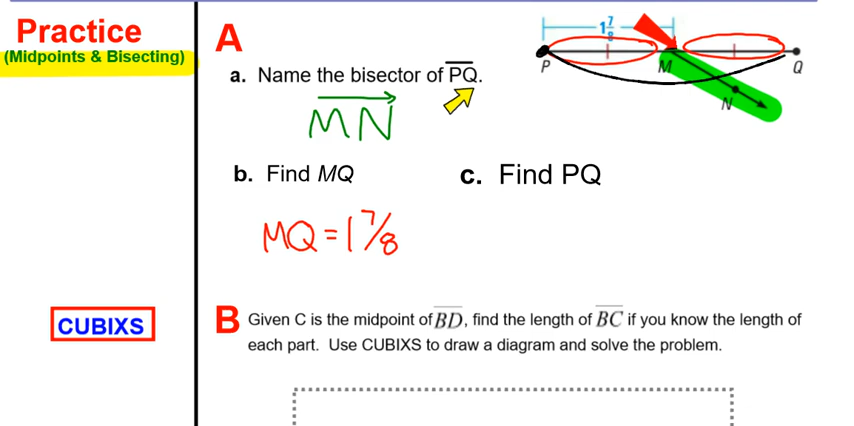 Practice
(Midpoints & Bisecting)
A
1 7/8
P M Q
N
a. Name the bisector of PQ.
MN
b. Find MQ
c. Find PQ
MQ = 1 7/8
CUBIXS
B Given C is the midpoint of BD, find the length of BC if you know the length of
each part. Use CUBIXS to draw a diagram and solve the problem.